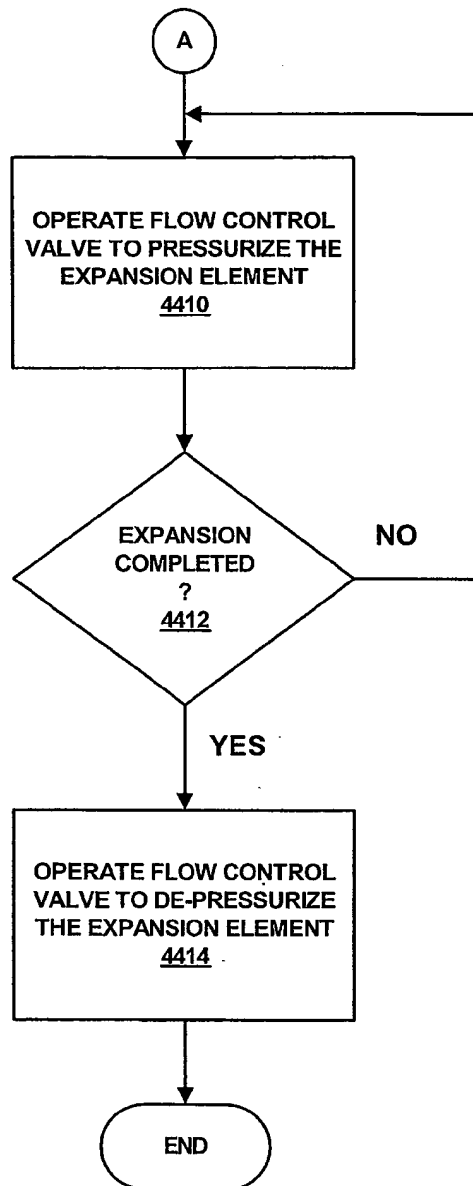 A
OPERATE FLOW CONTROL
VALVE TO PRESSURIZE THE
EXPANSION ELEMENT
4410
EXPANSION
COMPLETED
?
4412
NO
YES
OPERATE FLOW CONTROL
VALVE TO DE-PRESSURIZE
THE EXPANSION ELEMENT
4414
END